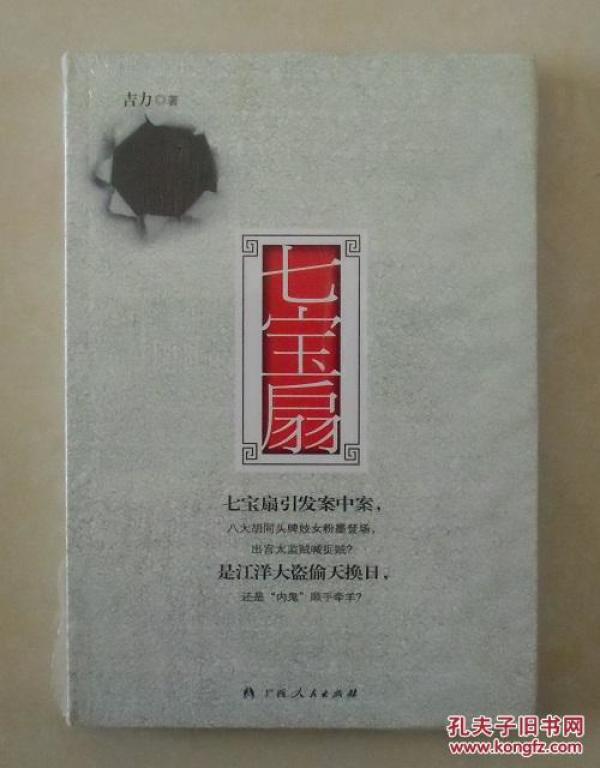 吉力◎著
七宝扇
七宝扇引发案中案，
八大胡同头牌妓女粉墨登场，
出宫太监贼喊捉贼？
是江洋大盗偷天换日，
还是“内鬼”顺手牵羊？
广西人民出版社
孔夫子旧书网
www.kongfz.com